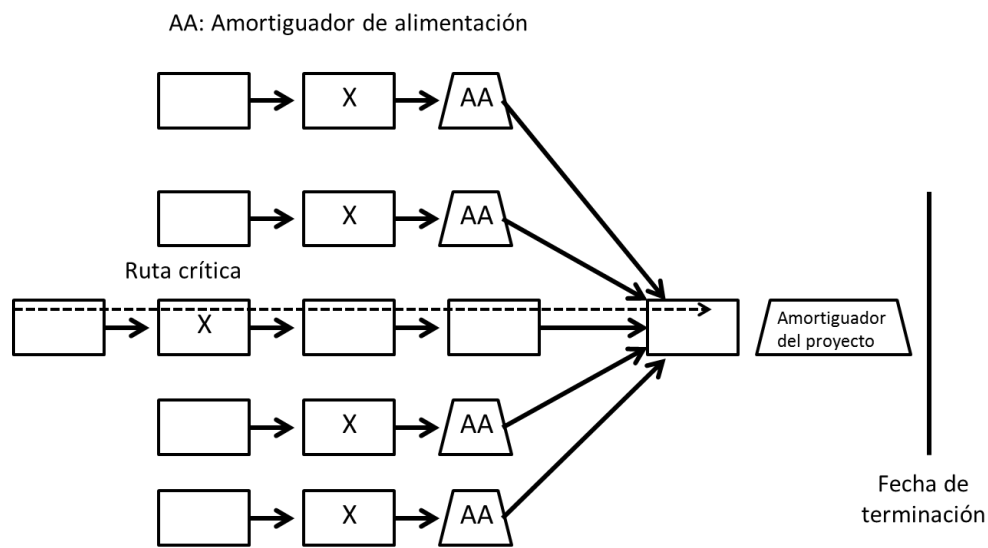 AA: Amortiguador de alimentación
X
AA
X
AA
Ruta crítica
X
Amortiguador
del proyecto
X
AA
X
AA
Fecha de
terminación